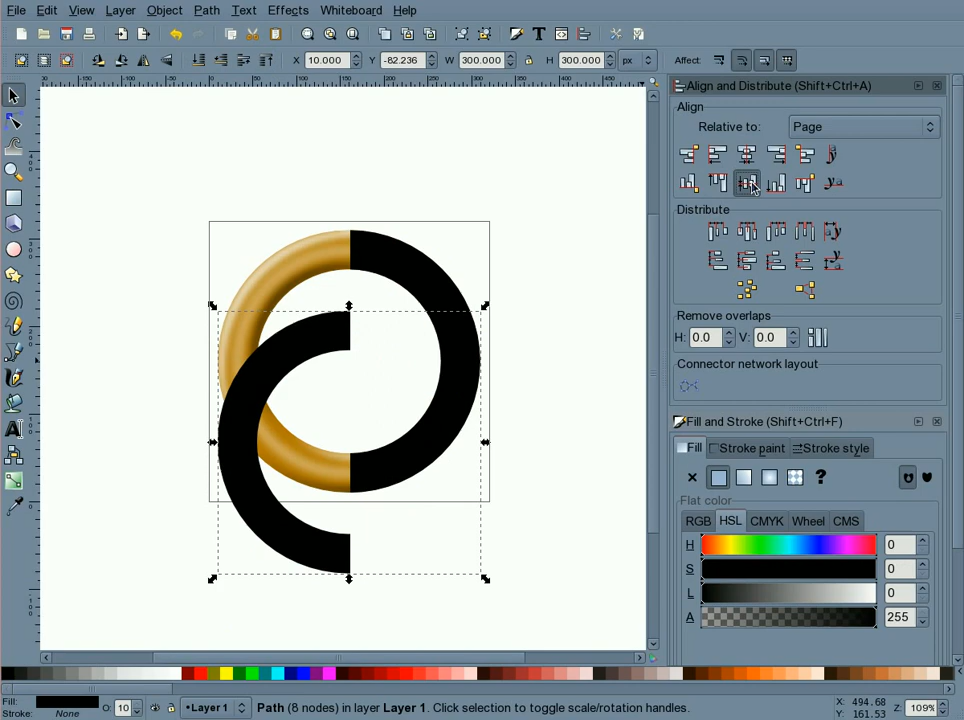 File Edit View Layer Object Path Text Effects Whiteboard Help
X 10.000 Y -82.236 W 300.000 H 300.000 px Affect:
Align and Distribute (Shift+Ctrl+A)
Align
Relative to: Page
Distribute
Remove overlaps
H: 0.0 V: 0.0
Connector network layout
Fill and Stroke (Shift+Ctrl+F)
Fill Stroke paint Stroke style
Flat color
RGB HSL CMYK Wheel CMS
H 0
S 0
L 0
A 255
Fill: O: 10 •Layer 1 Path (8 nodes) in layer Layer 1. Click selection to toggle scale/rotation handles. X: 494.68 Z: 109%
Stroke: None Y: 161.53